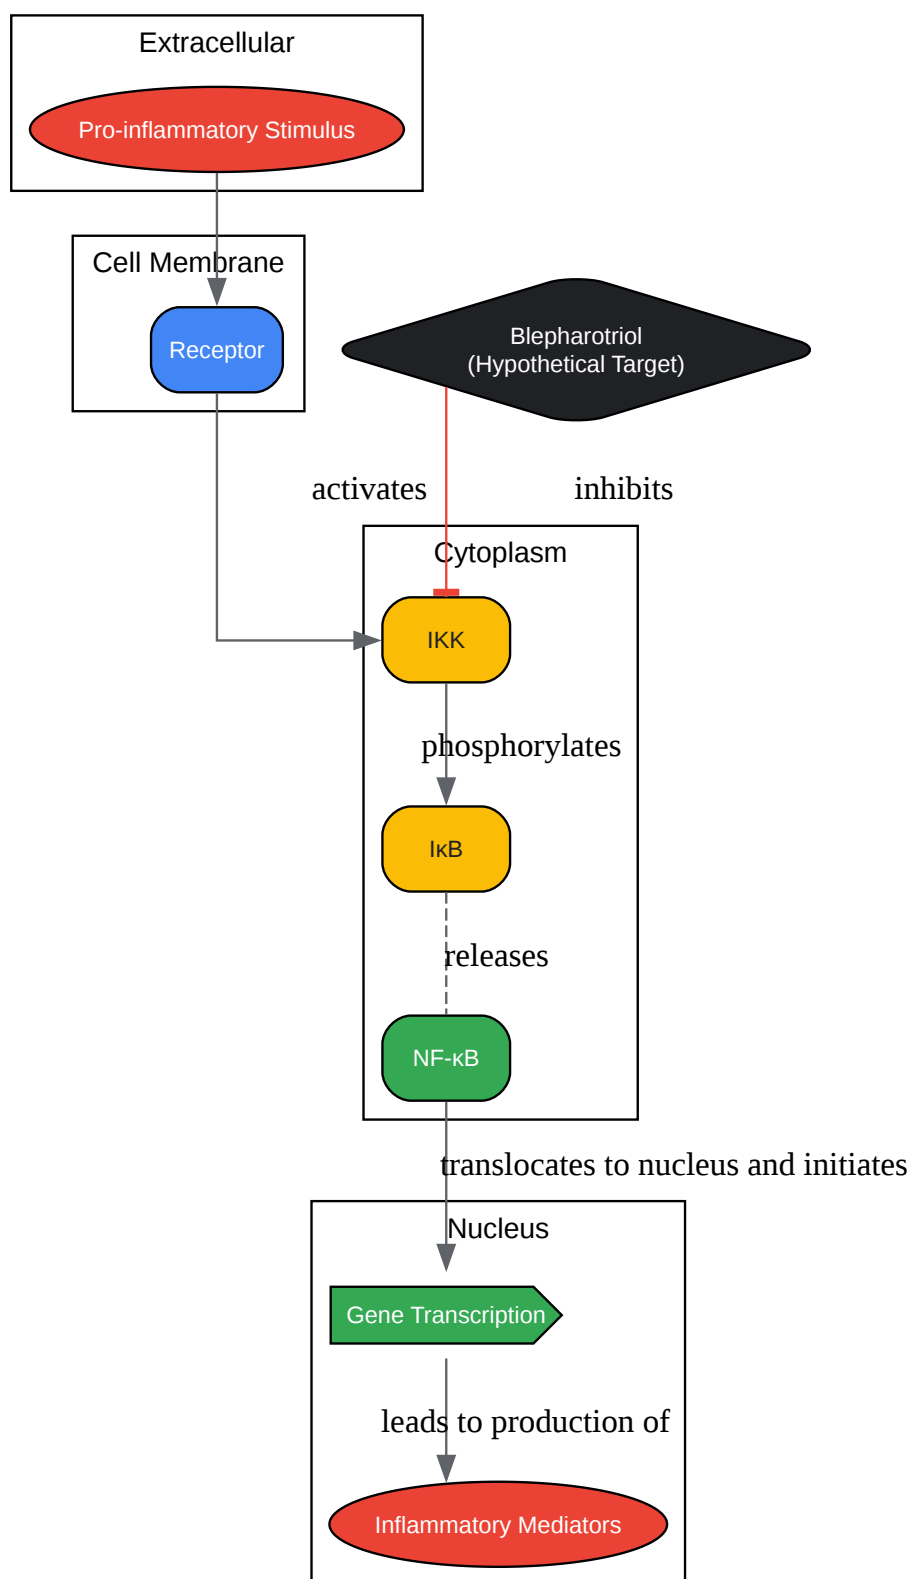 Extracellular
Pro-inflammatory Stimulus
Cell Membrane
Receptor
Blepharotriol
(Hypothetical Target)
activates
inhibits
Cytoplasm
IKK
phosphorylates
IκB
releases
NF-κB
translocates to nucleus and initiates
Nucleus
Gene Transcription
leads to production of
Inflammatory Mediators